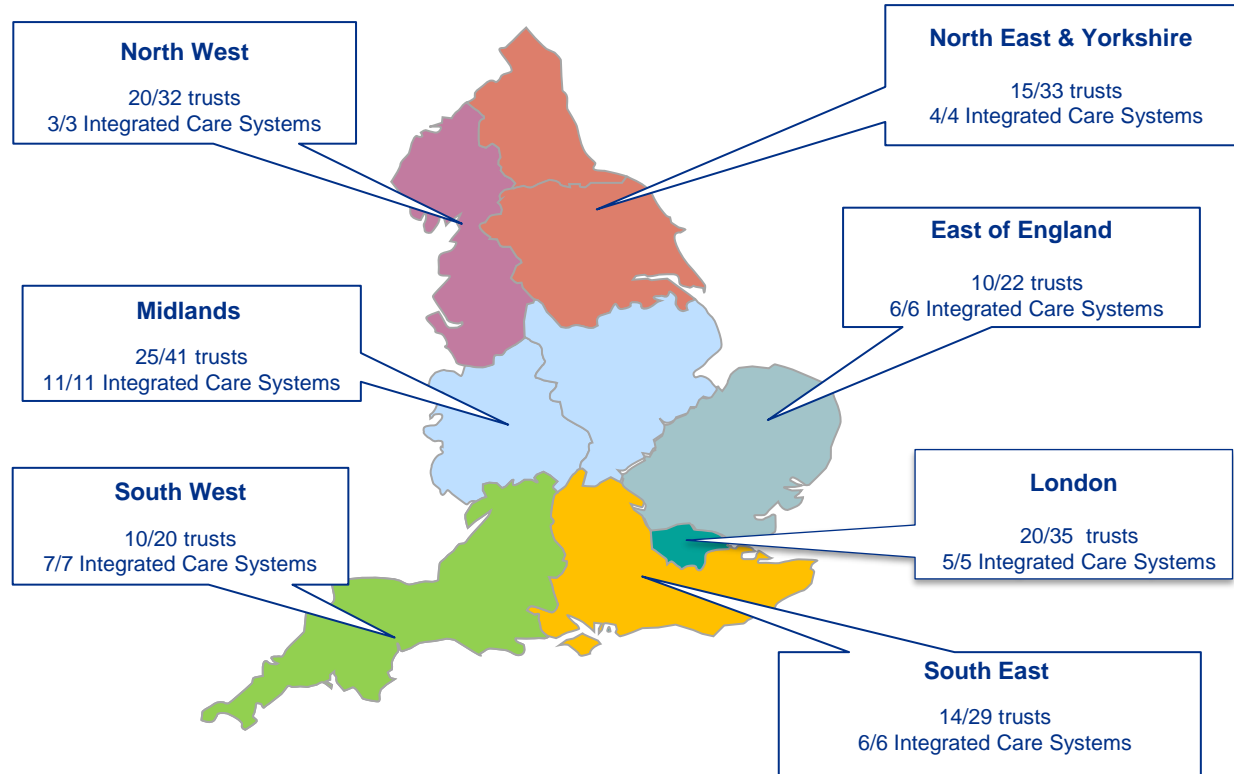 North West
20/32 trusts
3/3 Integrated Care Systems
North East & Yorkshire
15/33 trusts
4/4 Integrated Care Systems
East of England
10/22 trusts
6/6 Integrated Care Systems
Midlands
25/41 trusts
11/11 Integrated Care Systems
South West
10/20 trusts
7/7 Integrated Care Systems
London
20/35 trusts
5/5 Integrated Care Systems
South East
14/29 trusts
6/6 Integrated Care Systems